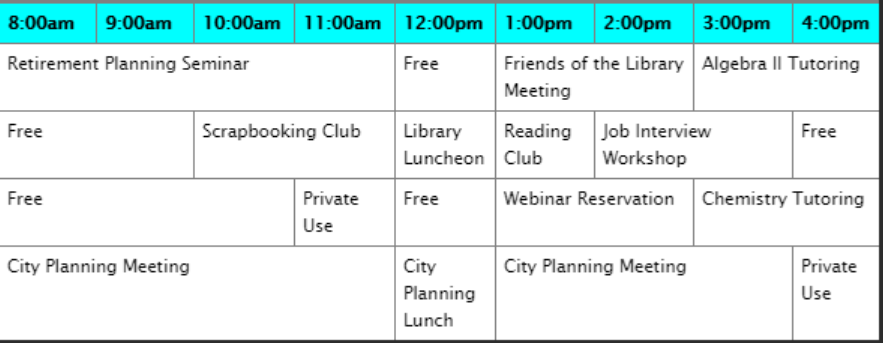 8:00am 9:00am 10:00am 11:00am 12:00pm 1:00pm 2:00pm 3:00pm 4:00pm
Retirement Planning Seminar Free Friends of the Library Algebra II Tutoring
Meeting
Free Scrapbooking Club Library Reading Job Interview Free
Luncheon Club Workshop
Free Private Free Webinar Reservation Chemistry Tutoring
Use
City Planning Meeting City City Planning Meeting Private
Planning Use
Lunch